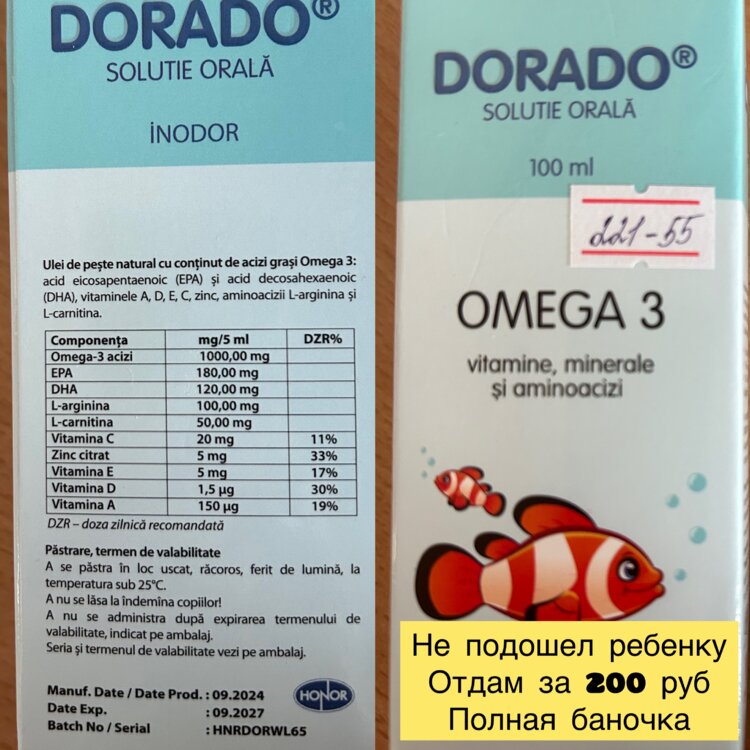 DORADO®
SOLUTIE ORALĂ
İNODOR
Ulei de pește natural cu conținut de acizi grași Omega 3:
acid eicosapentaenoic (EPA) și acid decosahexaenoic
(DHA), vitaminele A, D, E, C, zinc, aminoacizii L-arginina și
L-carnitina.
Componența mg/5 ml DZR%
Omega-3 acizi 1000,00 mg
EPA 180,00 mg
DHA 120,00 mg
L-arginina 100,00 mg
L-carnitina 50,00 mg
Vitamina C 20 mg 11%
Zinc citrat 5 mg 33%
Vitamina E 5 mg 17%
Vitamina D 1,5 µg 30%
Vitamina A 150 µg 19%
DZR – doza zilnică recomandată
Păstrare, termen de valabilitate
A se păstra în loc uscat, răcoros, ferit de lumină, la
temperatura sub 25°C.
A nu se lăsa la îndemîna copiilor!
A nu se administra după expirarea termenului de
valabilitate, indicat pe ambalaj.
Seria și termenul de valabilitate vezi pe ambalaj.
Manuf. Date / Date Prod. : 09.2024
Date Exp. : 09.2027
Batch No / Serial : HNRDORWL65
HONOR
DORADO®
SOLUTIE ORALĂ
100 ml
221-55
OMEGA 3
vitamine, minerale
și aminoacizi
Не подошел ребенку
Отдам за 200 руб
Полная баночка